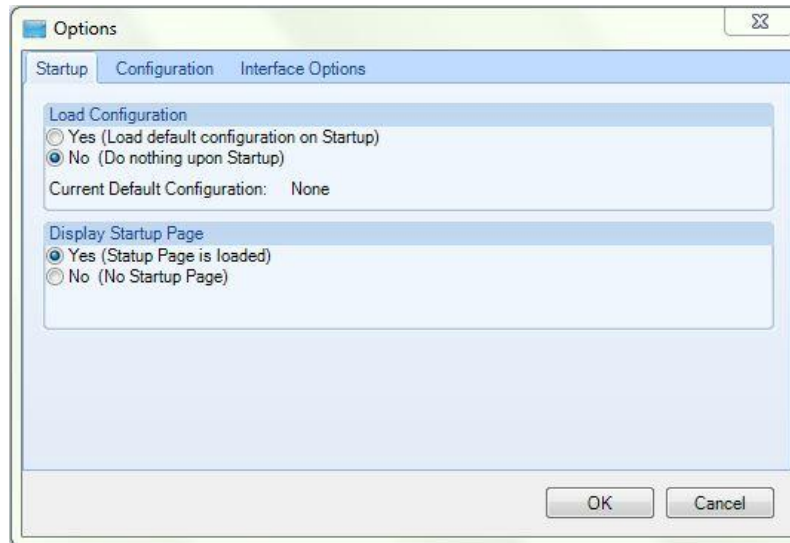 Options
Startup Configuration Interface Options
Load Configuration
Yes (Load default configuration on Startup)
No (Do nothing upon Startup)
Current Default Configuration: None
Display Startup Page
Yes (Statup Page is loaded)
No (No Startup Page)
OK Cancel